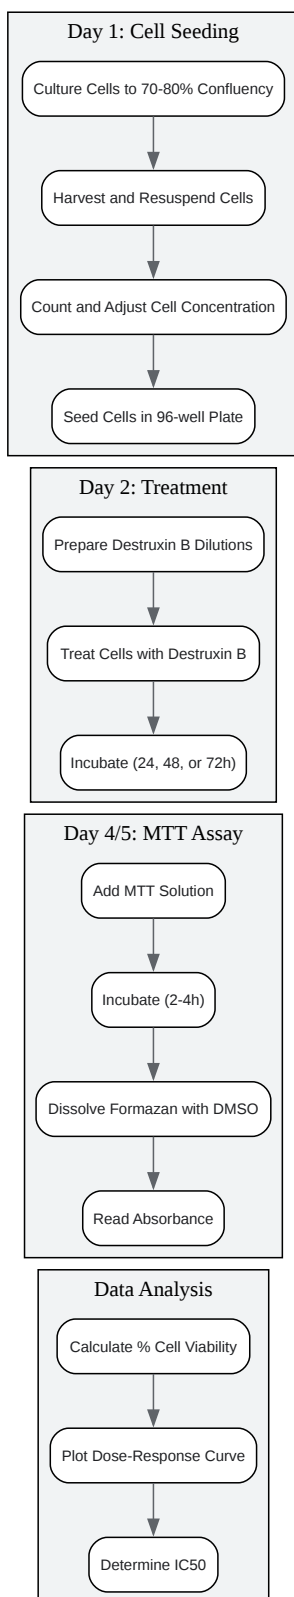 Day 1: Cell Seeding
Culture Cells to 70-80% Confluency
Harvest and Resuspend Cells
Count and Adjust Cell Concentration
Seed Cells in 96-well Plate
Day 2: Treatment
Prepare Destruxin B Dilutions
Treat Cells with Destruxin B
Incubate (24, 48, or 72h)
Day 4/5: MTT Assay
Add MTT Solution
Incubate (2-4h)
Dissolve Formazan with DMSO
Read Absorbance
Data Analysis
Calculate % Cell Viability
Plot Dose-Response Curve
Determine IC50